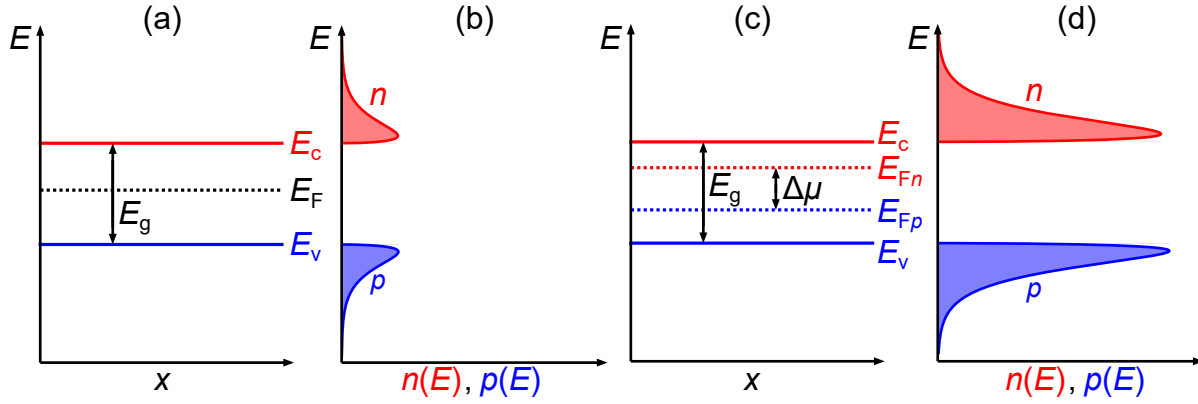 (a)
E
E_c
E_F
E_g
E_v
x
(b)
E
n
p
n(E), p(E)
(c)
E
E_c
E_Fn
E_g
Δμ
E_Fp
E_v
x
(d)
E
n
p
n(E), p(E)